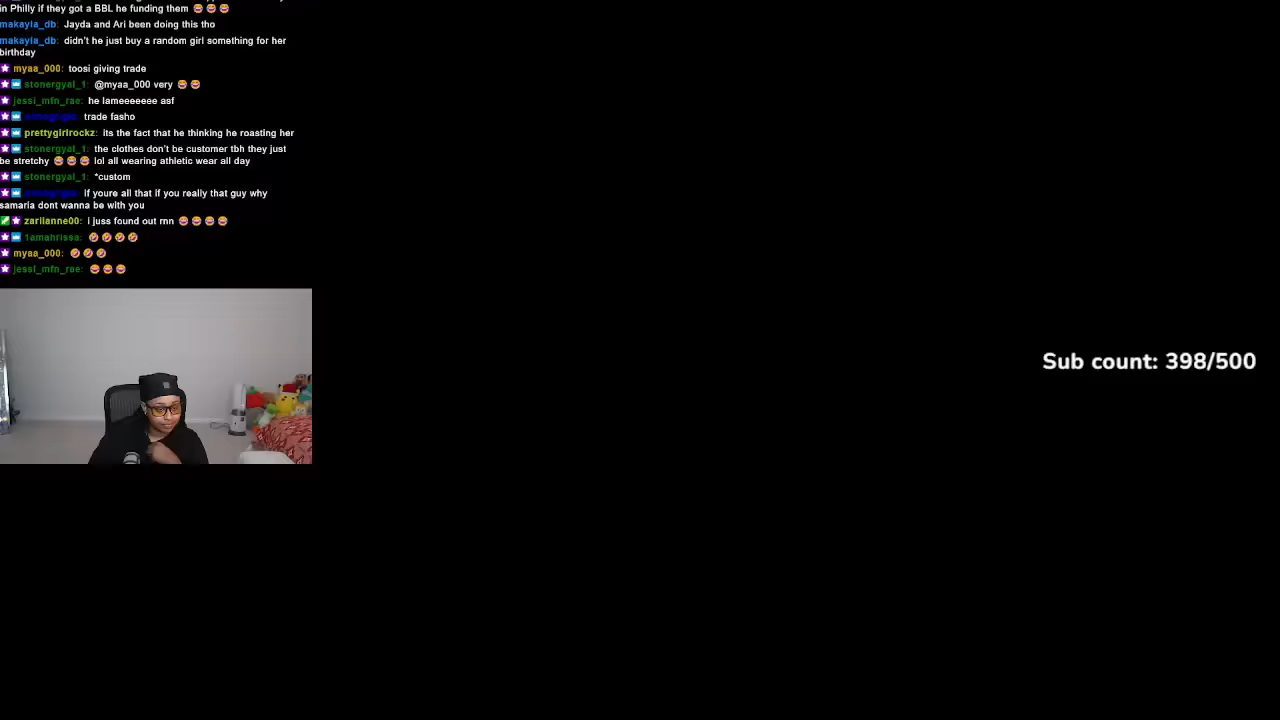 in Philly if they got a BBL he funding them 😂 😂 😂
makayla_db: Jayda and Ari been doing this tho
makayla_db: didn't he just buy a random girl something for her
birthday
myaa_000: toosi giving trade
stonergyal_1: @myaa_000 very 😂 😂
jessi_mfn_rae: he lameeeeeee asf
trade fasho
prettygirlrockz: its the fact that he thinking he roasting her
stonergyal_1: the clothes don't be customer tbh they just
be stretchy 😂 😂 😂 lol all wearing athletic wear all day
stonergyal_1: *custom
if youre all that if you really that guy why
samaria dont wanna be with you
zariianne00: i juss found out rnn 😂 😂 😂 😂
1amahrissa: 🤣 🤣 🤣 🤣
myaa_000: 🤣 🤣 🤣
jessi_mfn_rae: 😂 😂 😂
Sub count: 398/500